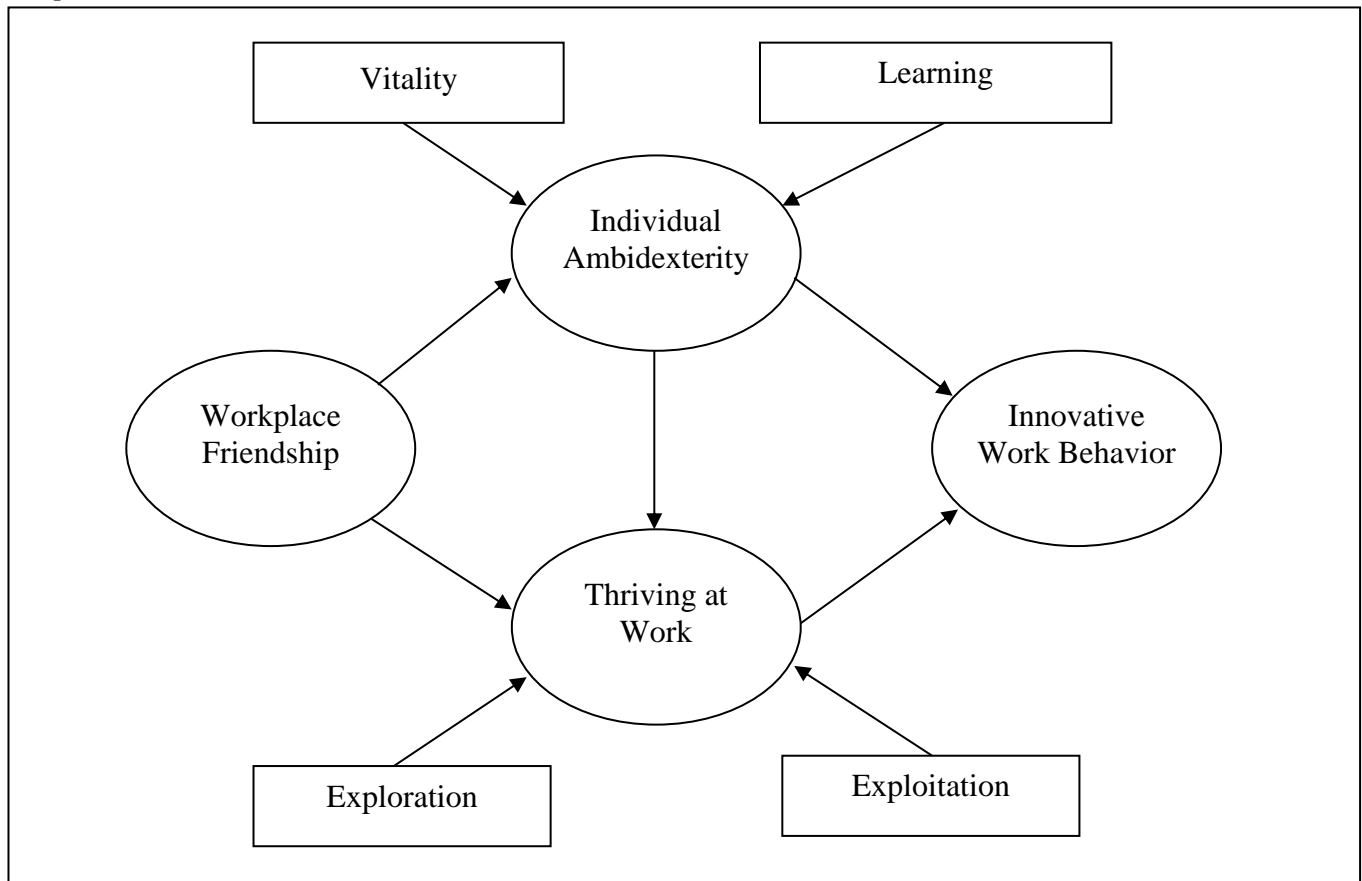 Vitality
Learning
Individual
Ambidexterity
Workplace
Friendship
Innovative
Work Behavior
Thriving at
Work
Exploration
Exploitation